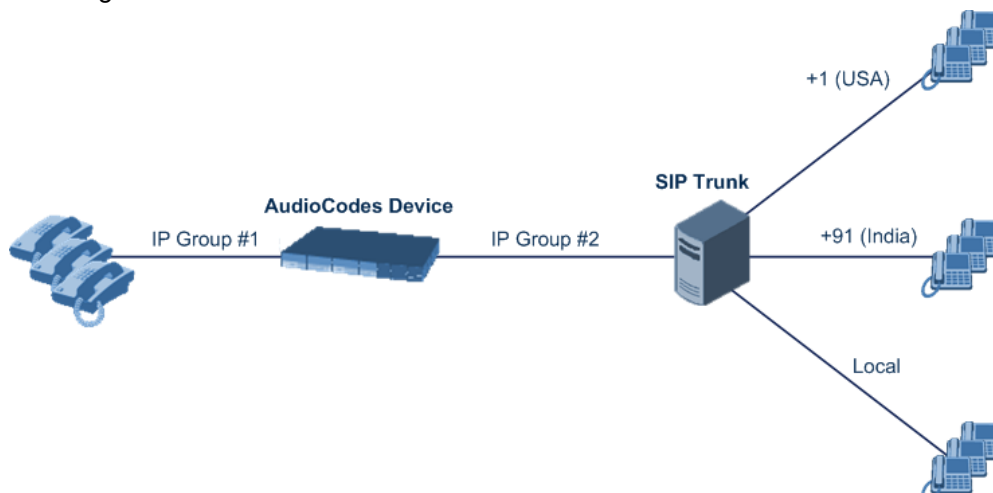 +1 (USA)
SIP Trunk
AudioCodes Device
IP Group #1
IP Group #2
+91 (India)
Local